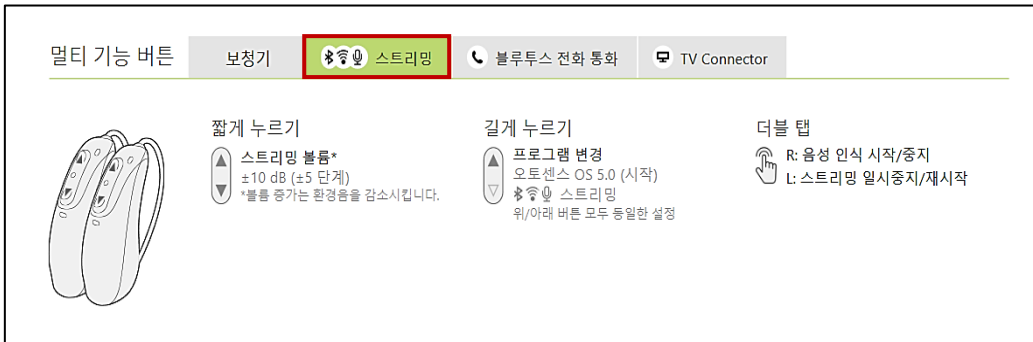 멀티 기능 버튼
보청기
스트리밍
블루투스 전화 통화
TV Connector
짧게 누르기
스트리밍 볼륨*
±10 dB (±5 단계)
*볼륨 증가는 환경음을 감소시킵니다.
길게 누르기
프로그램 변경
오토센스 OS 5.0 (시작)
스트리밍
위/아래 버튼 모두 동일한 설정
더블 탭
R: 음성 인식 시작/중지
L: 스트리밍 일시중지/재시작